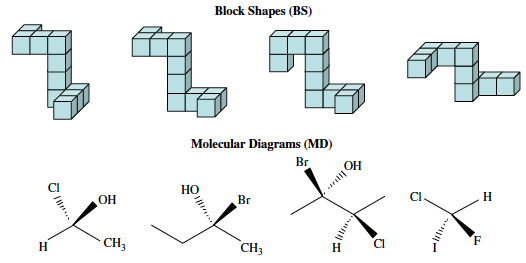 Block Shapes (BS)
Molecular Diagrams (MD)
Cl OH H CH3
HO Br CH3
Br OH H Cl
Cl H I F